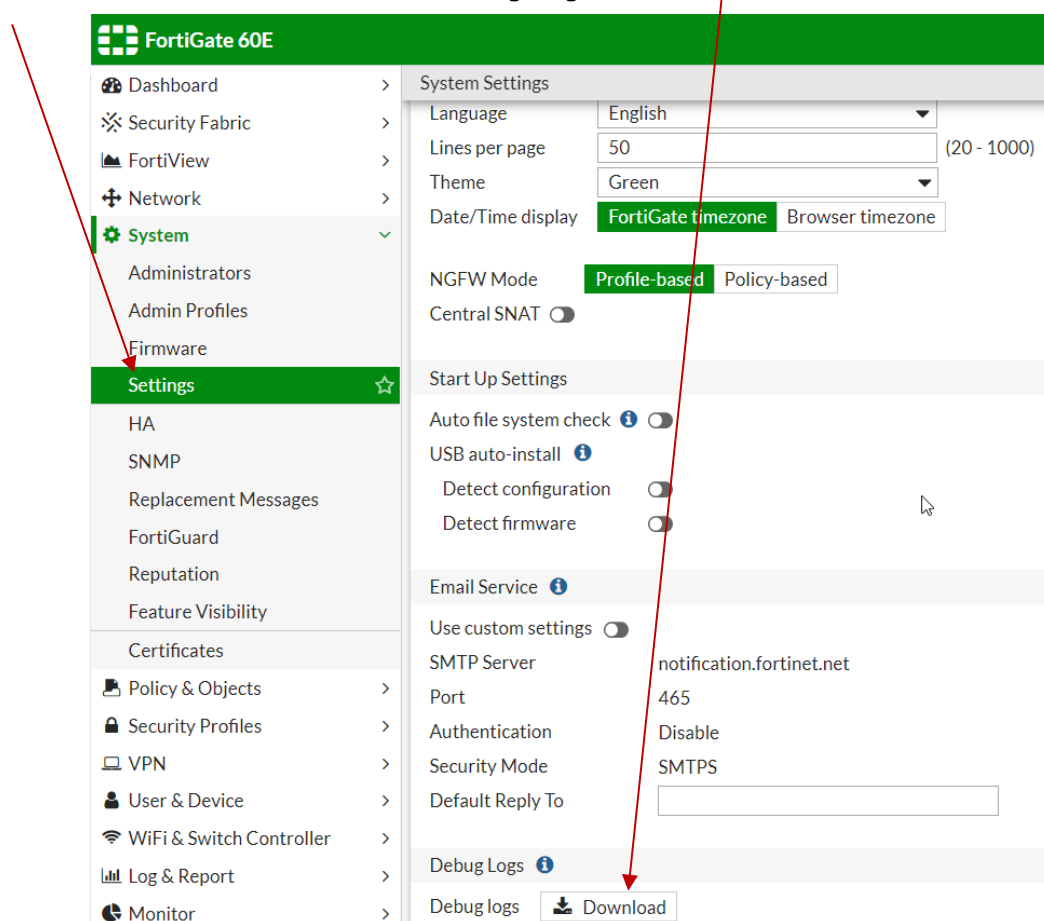 FortiGate 60E
Dashboard
Security Fabric
FortiView
Network
System
Administrators
Admin Profiles
Firmware
Settings
HA
SNMP
Replacement Messages
FortiGuard
Reputation
Feature Visibility
Certificates
Policy & Objects
Security Profiles
VPN
User & Device
WiFi & Switch Controller
Log & Report
Monitor
System Settings
Language English
Lines per page 50 (20 - 1000)
Theme Green
Date/Time display FortiGate timezone Browser timezone
NGFW Mode Profile-based Policy-based
Central SNAT
Start Up Settings
Auto file system check
USB auto-install
Detect configuration
Detect firmware
Email Service
Use custom settings
SMTP Server notification.fortinet.net
Port 465
Authentication Disable
Security Mode SMTPS
Default Reply To
Debug Logs
Debug logs Download